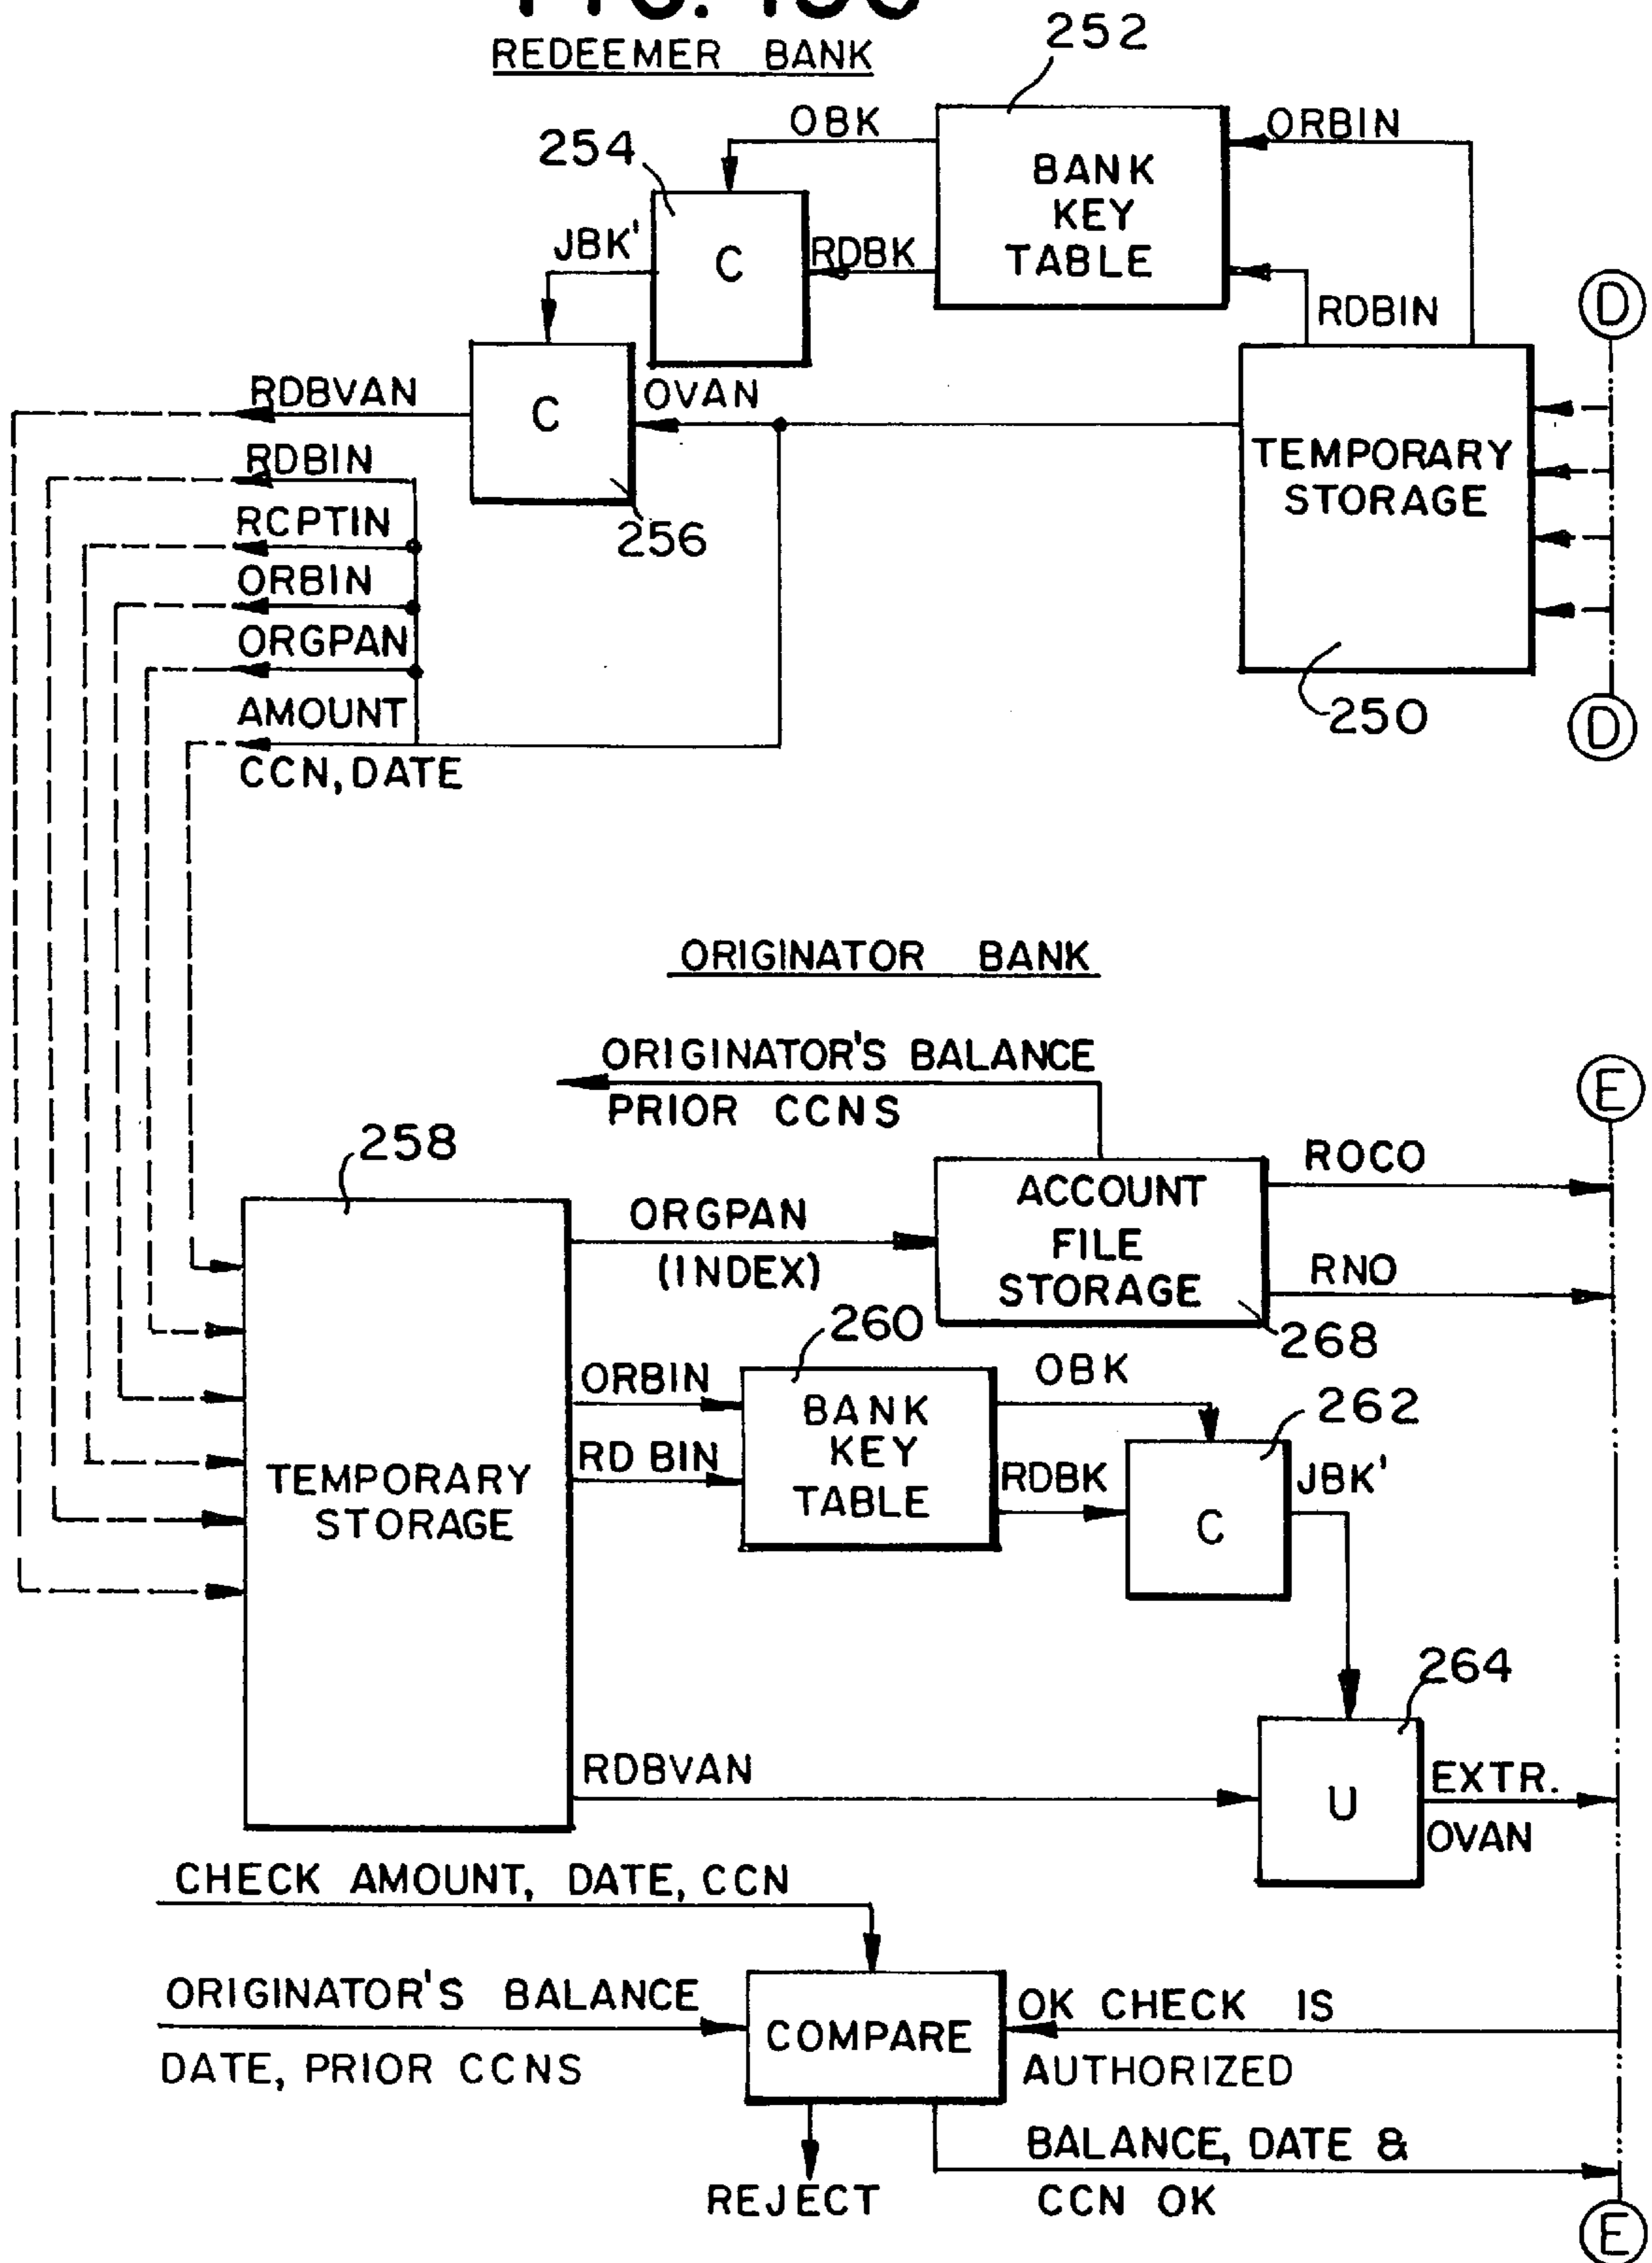 REDEEMER BANK
252
OBK
ORBIN
254
BANK
KEY
TABLE
JBK'
C
RDBK
RDBIN
D
RDBVAN
C
OVAN
TEMPORARY
STORAGE
RDBIN
256
RCPTIN
ORBIN
ORGPAN
250
D
AMOUNT
CCN, DATE
ORIGINATOR BANK
ORIGINATOR'S BALANCE
PRIOR CCNS
E
258
ROCO
ACCOUNT
FILE
STORAGE
ORGPAN
(INDEX)
RNO
260
268
OBK
ORBIN
262
BANK
KEY
TABLE
RD BIN
RDBK
JBK'
TEMPORARY
STORAGE
C
264
RDBVAN
U
EXTR.
OVAN
CHECK AMOUNT, DATE, CCN
ORIGINATOR'S BALANCE
DATE, PRIOR CCNS
COMPARE
OK CHECK IS
AUTHORIZED
REJECT
BALANCE, DATE &
CCN OK
E